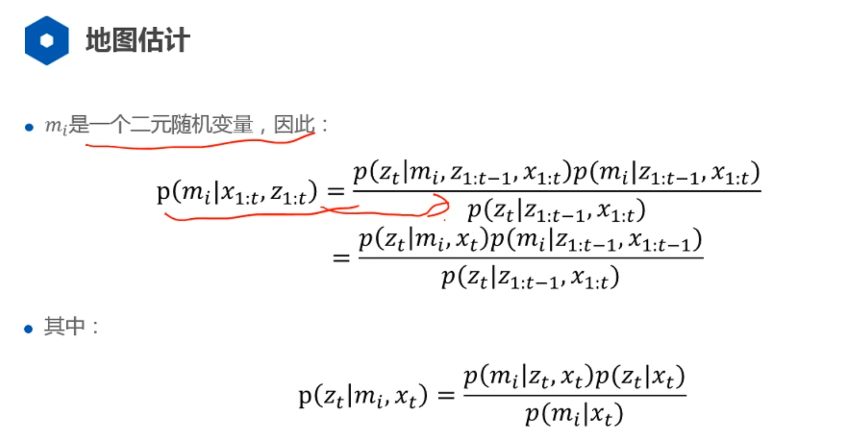 地图估计
• m_i是一个二元随机变量，因此：
p(m_i|x_{1:t}, z_{1:t}) = \frac{p(z_t|m_i, z_{1:t-1}, x_{1:t})p(m_i|z_{1:t-1}, x_{1:t})}{p(z_t|z_{1:t-1}, x_{1:t})}
= \frac{p(z_t|m_i, x_t)p(m_i|z_{1:t-1}, x_{1:t-1})}{p(z_t|z_{1:t-1}, x_{1:t})}
• 其中：
p(z_t|m_i, x_t) = \frac{p(m_i|z_t, x_t)p(z_t|x_t)}{p(m_i|x_t)}